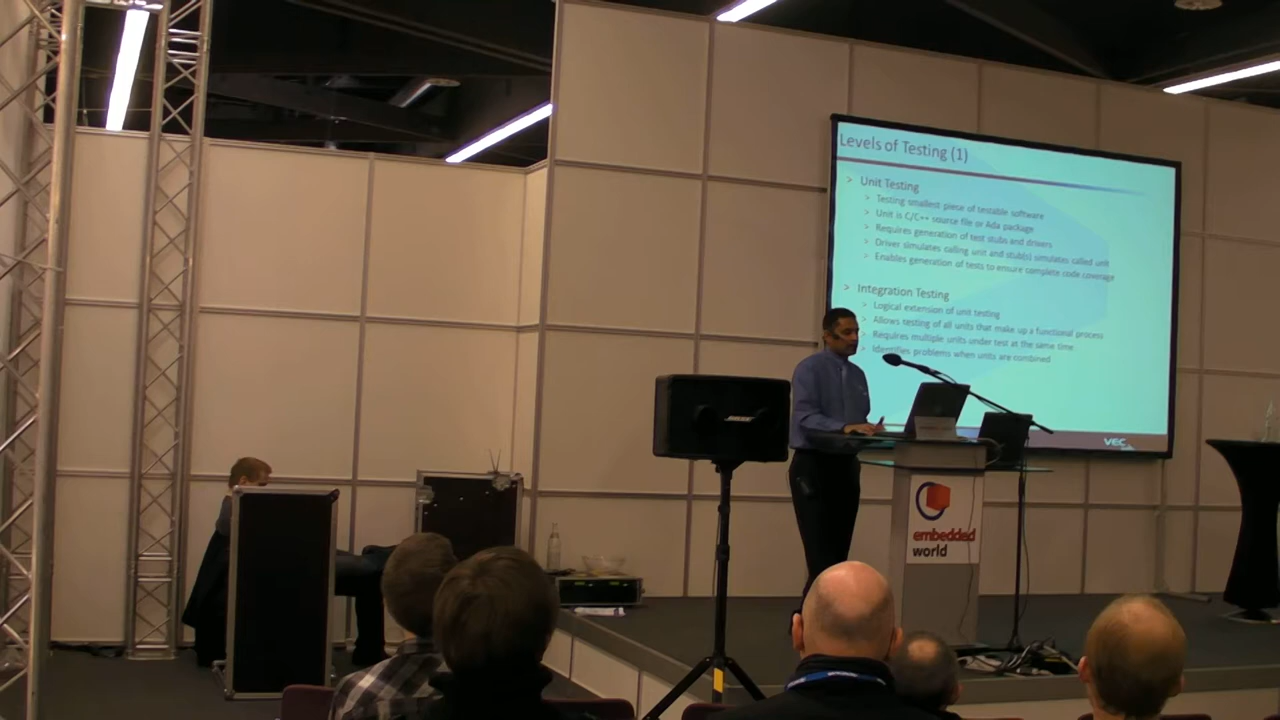 Levels of Testing (1)
> Unit Testing
> Testing smallest piese of testable software
> Unit is C/C++ source file or Ada package
> Requires generation of test stubs and drivers
> Driver simulates calling unit and stub(s) simulates called unit
> Enables generation of tests to ensure complete code coverage
> Integration Testing
> Logical extension of unit testing
> Allows testing of all units that make up a functional process
> Requires multiple units under test at the same time
> Identifies problems when units are combined
VEC
BOSE
embedded
world